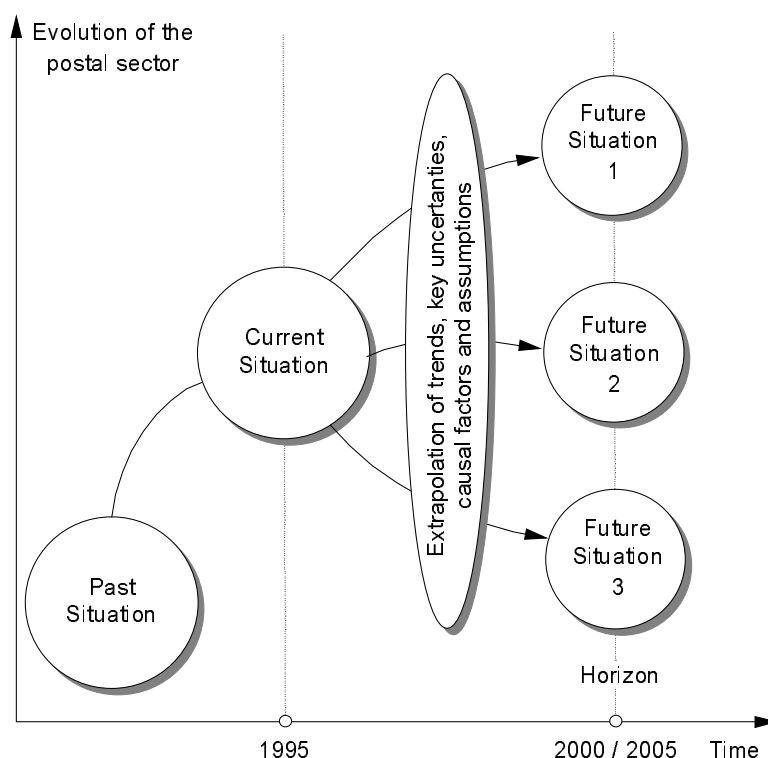 Evolution of the
postal sector
Future
Situation
1
Extrapolation of trends, key uncertanties,
causal factors and assumptions
Current
Situation
Future
Situation
2
Past
Situation
Future
Situation
3
Horizon
1995
2000 / 2005
Time